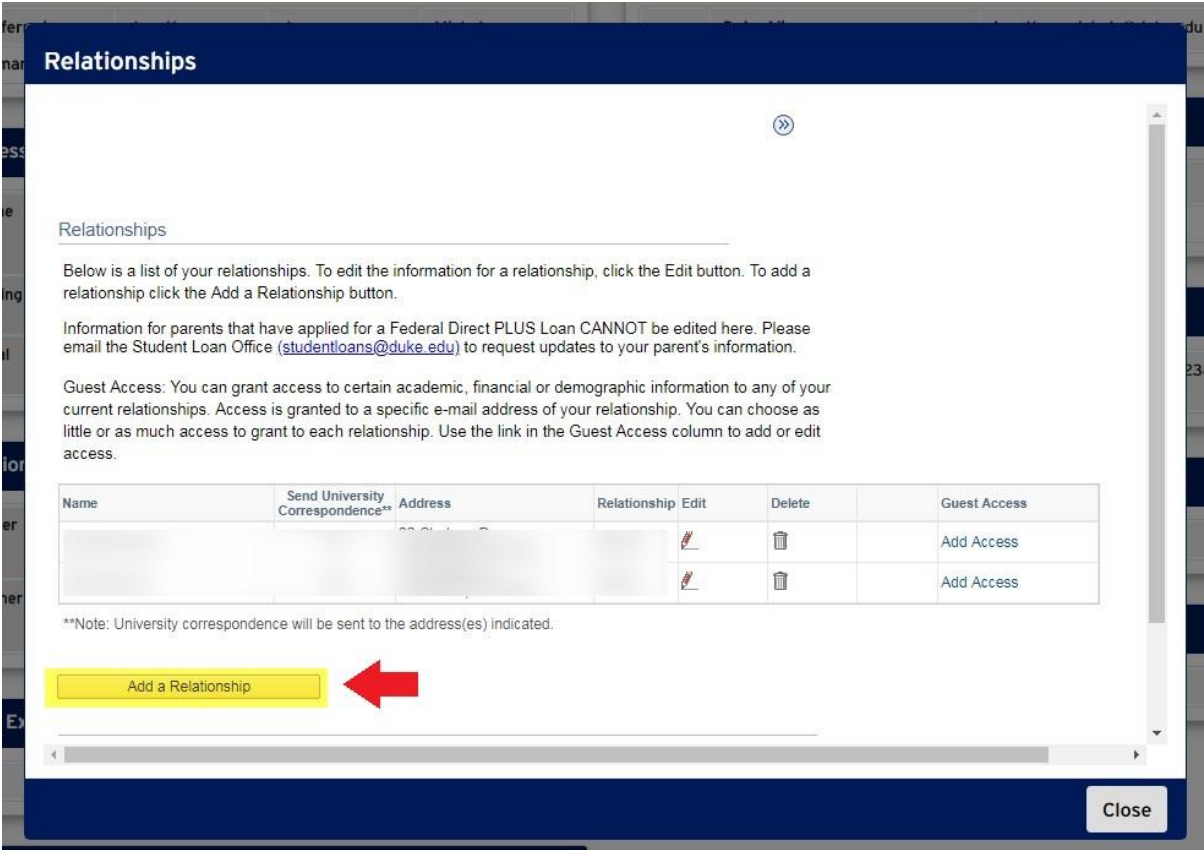 Relationships
Relationships
Below is a list of your relationships. To edit the information for a relationship, click the Edit button. To add a
relationship click the Add a Relationship button.
Information for parents that have applied for a Federal Direct PLUS Loan CANNOT be edited here. Please
email the Student Loan Office (studentloans@duke.edu) to request updates to your parent's information.
Guest Access: You can grant access to certain academic, financial or demographic information to any of your
current relationships. Access is granted to a specific e-mail address of your relationship. You can choose as
little or as much access to grant to each relationship. Use the link in the Guest Access column to add or edit
access.
Name Send University Correspondence** Address Relationship Edit Delete Guest Access
Add Access
Add Access
**Note: University correspondence will be sent to the address(es) indicated.
Add a Relationship
Close